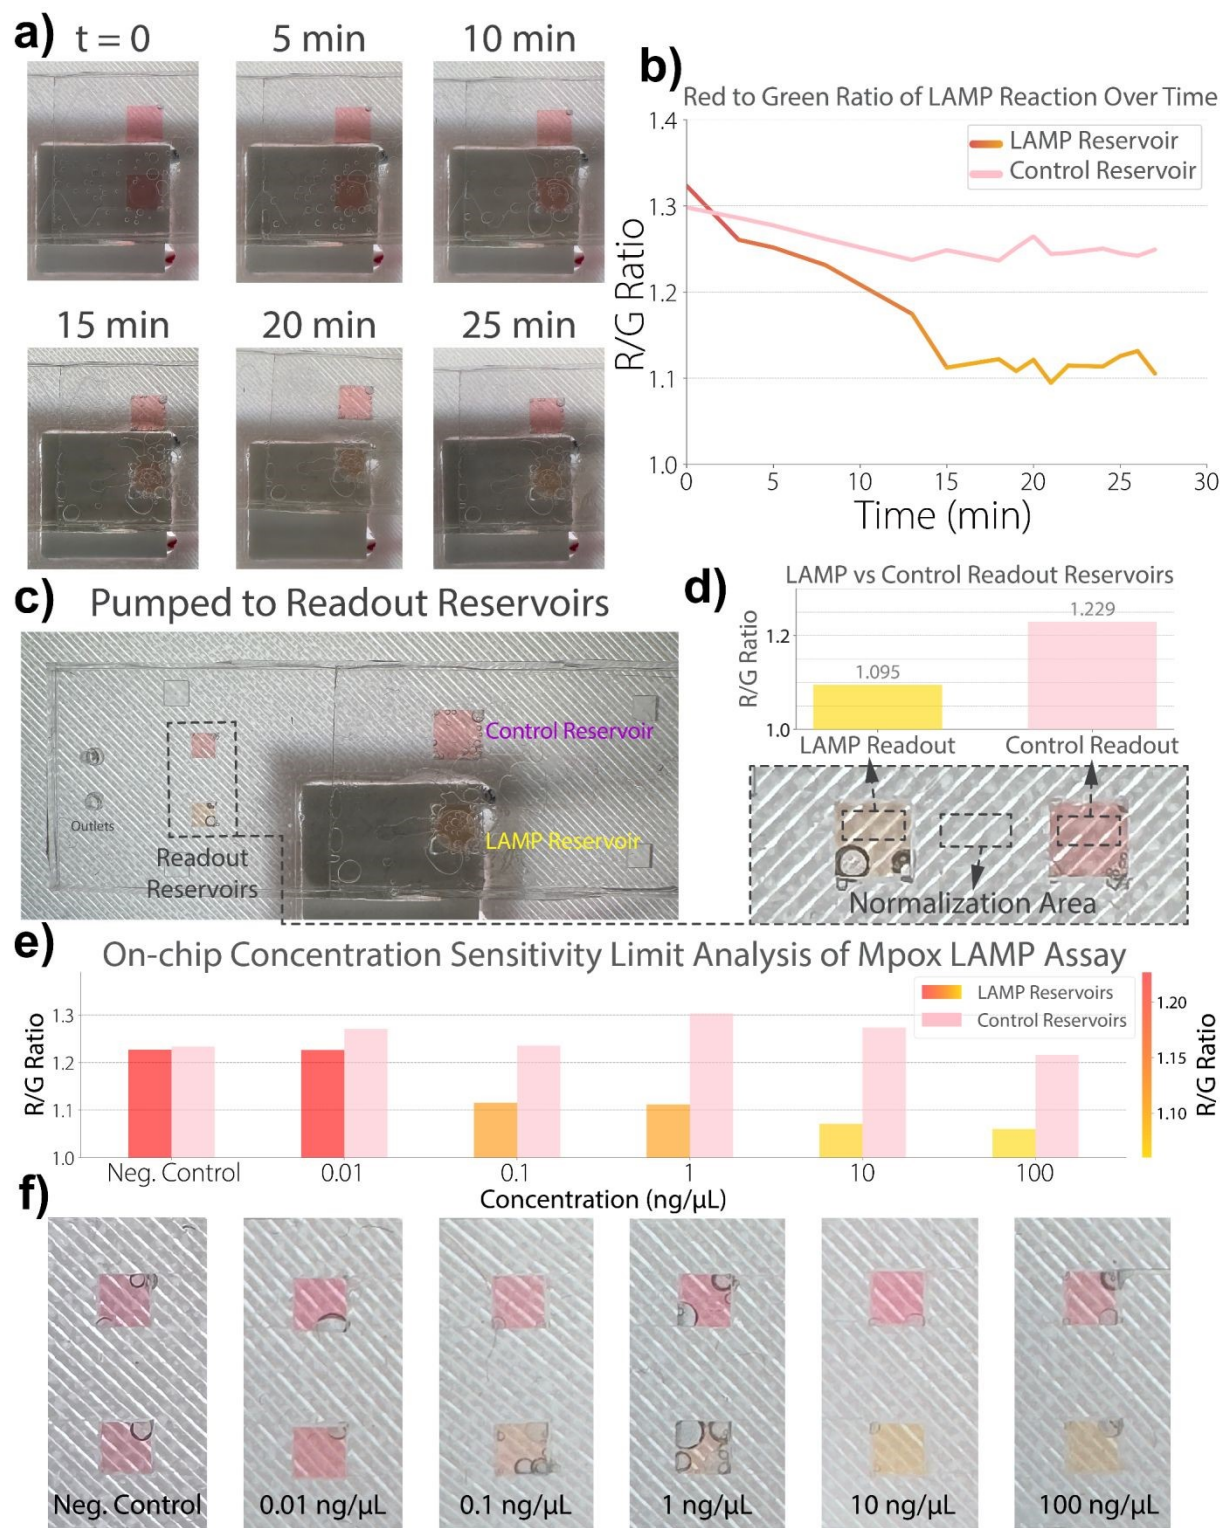 a)
t = 0
5 min
10 min
15 min
20 min
25 min
b)
Red to Green Ratio of LAMP Reaction Over Time
LAMP Reservoir
Control Reservoir
1.4
1.3
1.2
1.1
1.0
R/G Ratio
0
5
10
15
20
25
30
Time (min)
c)
Pumped to Readout Reservoirs
Control Reservoir
LAMP Reservoir
Outlets
Readout
Reservoirs
d)
LAMP vs Control Readout Reservoirs
R/G Ratio
1.2
1.0
1.095
1.229
LAMP Readout
Control Readout
Normalization Area
e)
On-chip Concentration Sensitivity Limit Analysis of Mpox LAMP Assay
LAMP Reservoirs
Control Reservoirs
R/G Ratio
1.3
1.2
1.1
1.0
1.20
1.15
1.10
R/G Ratio
Neg. Control
0.01
0.1
1
10
100
Concentration (ng/μL)
f)
Neg. Control
0.01 ng/μL
0.1 ng/μL
1 ng/μL
10 ng/μL
100 ng/μL